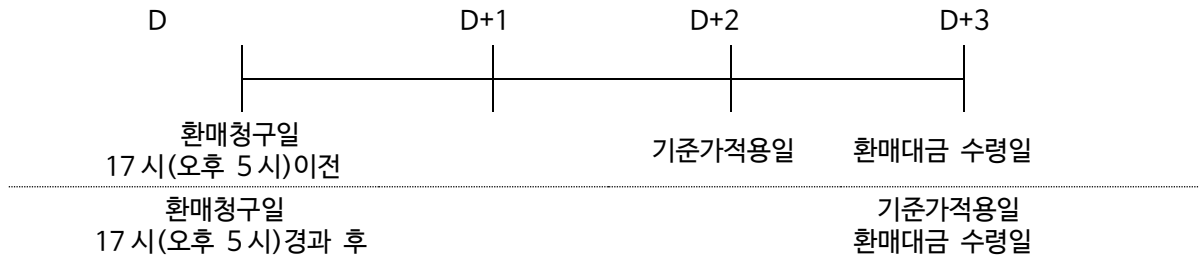 D D+1 D+2 D+3
환매청구일
17시(오후 5시)이전
기준가적용일 환매대금 수령일
환매청구일
17시(오후 5시)경과 후
기준가적용일
환매대금 수령일